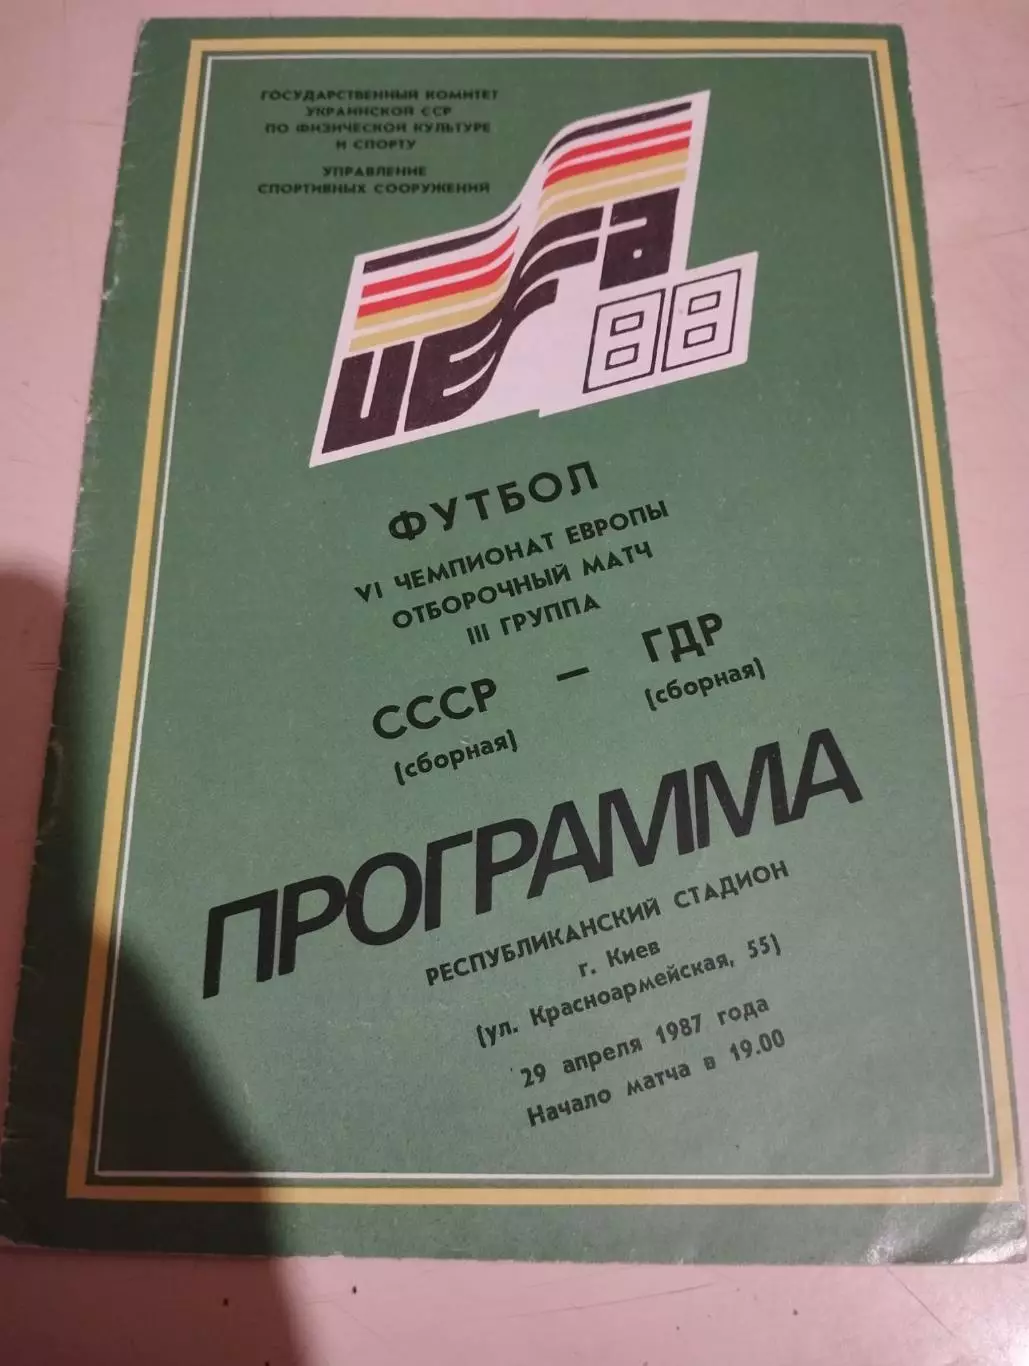 ГОСУДАРСТВЕННЫЙ КОМИТЕТ
УКРАИНСКОЙ ССР
ПО ФИЗИЧЕСКОЙ КУЛЬТУРЕ
И СПОРТУ
УПРАВЛЕНИЕ
СПОРТИВНЫХ СООРУЖЕНИЙ
UEFA
88
ФУТБОЛ
VI ЧЕМПИОНАТ ЕВРОПЫ
ОТБОРОЧНЫЙ МАТЧ
III ГРУППА
СССР — ГДР
(сборная) (сборная)
ПРОГРАММА
РЕСПУБЛИКАНСКИЙ СТАДИОН
г. Киев
(ул. Красноармейская, 55)
29 апреля 1987 года
Начало матча в 19.00